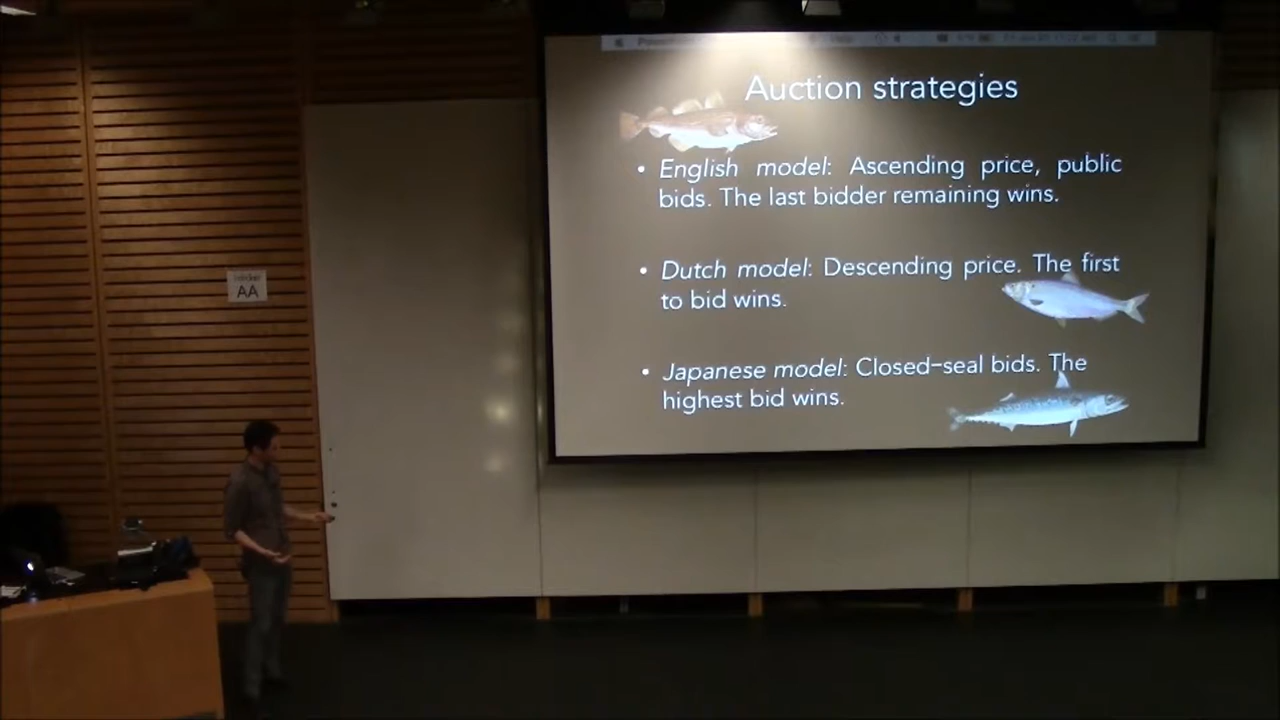 Auction strategies
• English model: Ascending price, public
bids. The last bidder remaining wins.
• Dutch model: Descending price. The first
to bid wins.
• Japanese model: Closed-seal bids. The
highest bid wins.
AA